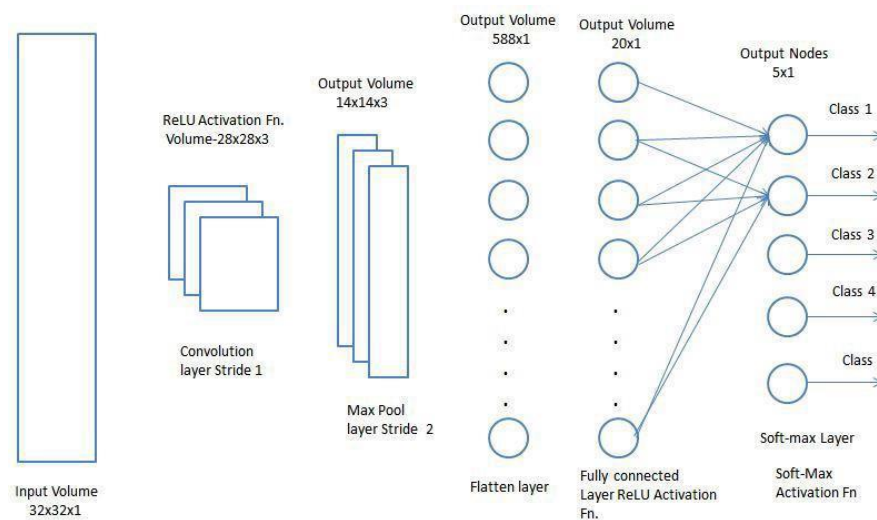 Input Volume
32x32x1
ReLU Activation Fn.
Volume-28x28x3
Convolution
layer Stride 1
Output Volume
14x14x3
Max Pool
layer Stride 2
Output Volume
588x1
Flatten layer
Output Volume
20x1
Fully connected
Layer ReLU Activation
Fn.
Output Nodes
5x1
Class 1
Class 2
Class 3
Class 4
Class
Soft-max Layer
Soft-Max
Activation Fn